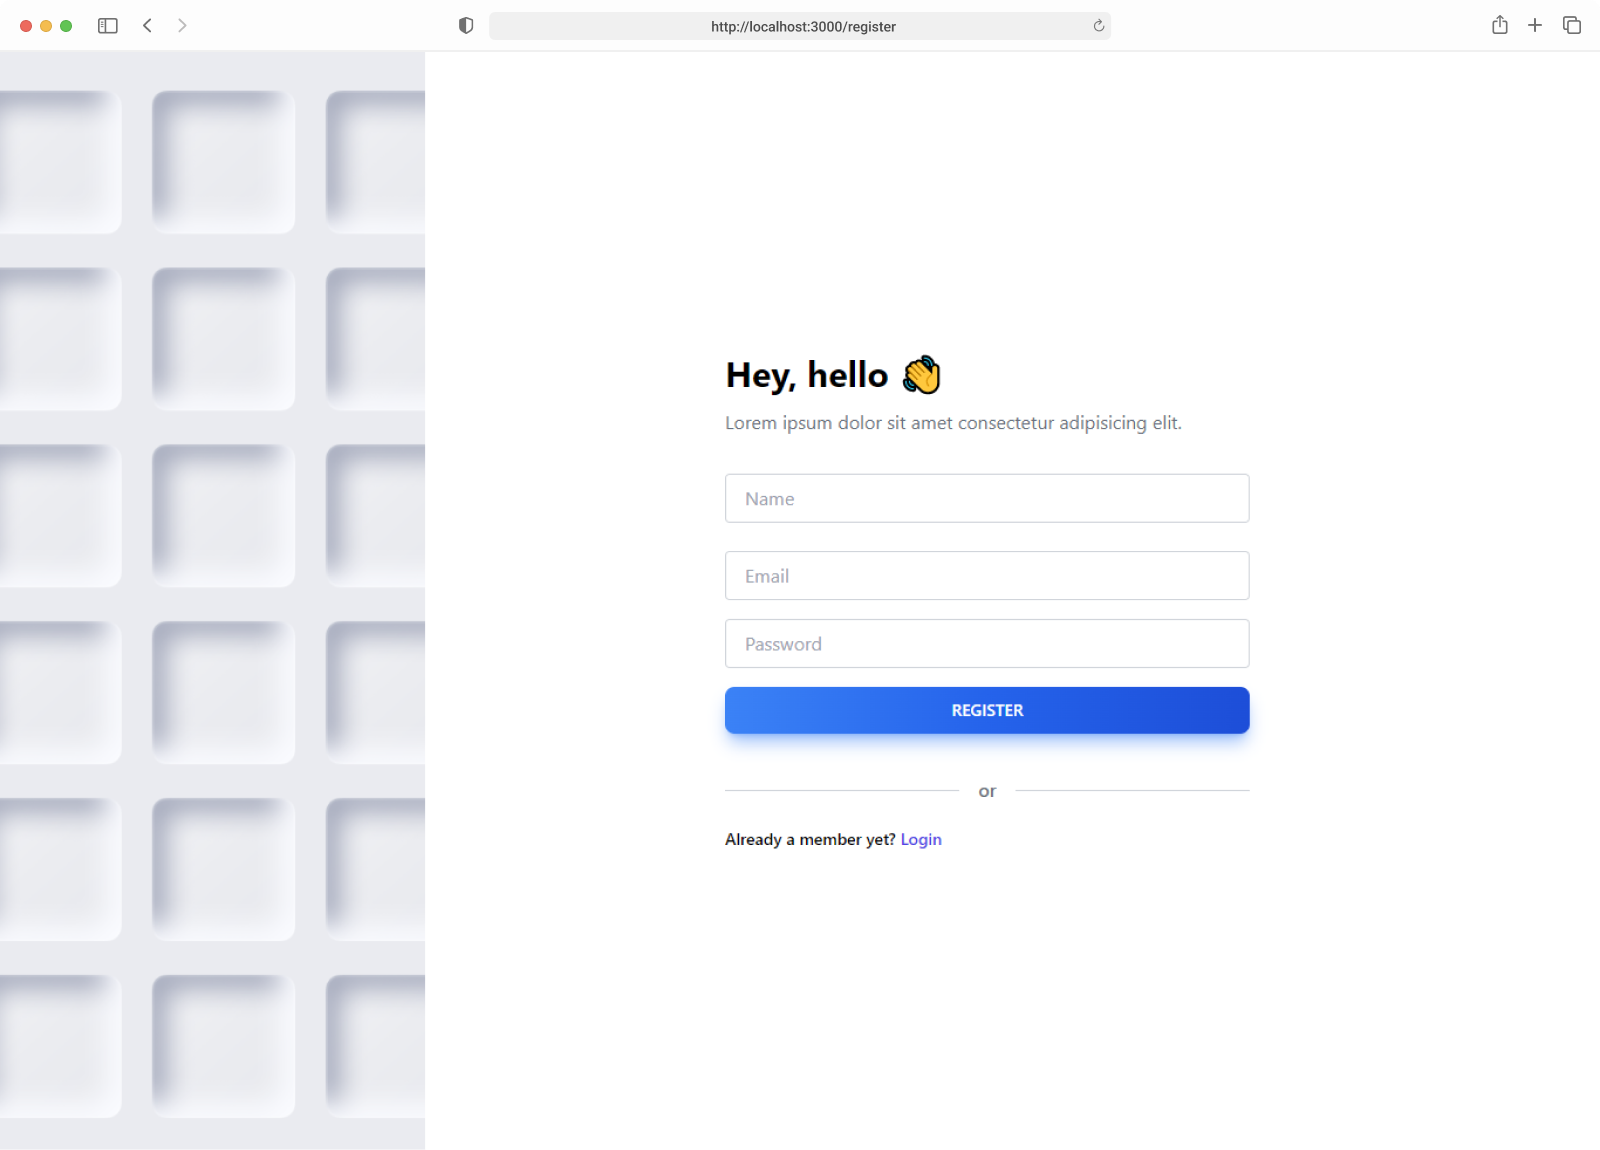 http://localhost:3000/register
Hey, hello 👋
Lorem ipsum dolor sit amet consectetur adipisicing elit.
Name
Email
Password
REGISTER
or
Already a member yet? Login